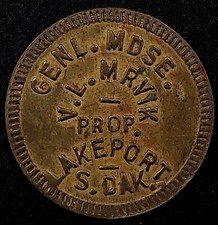 GENL. MDSE.
V. L. MRVIK
PROP.
LAKEPORT,
S. DAK.